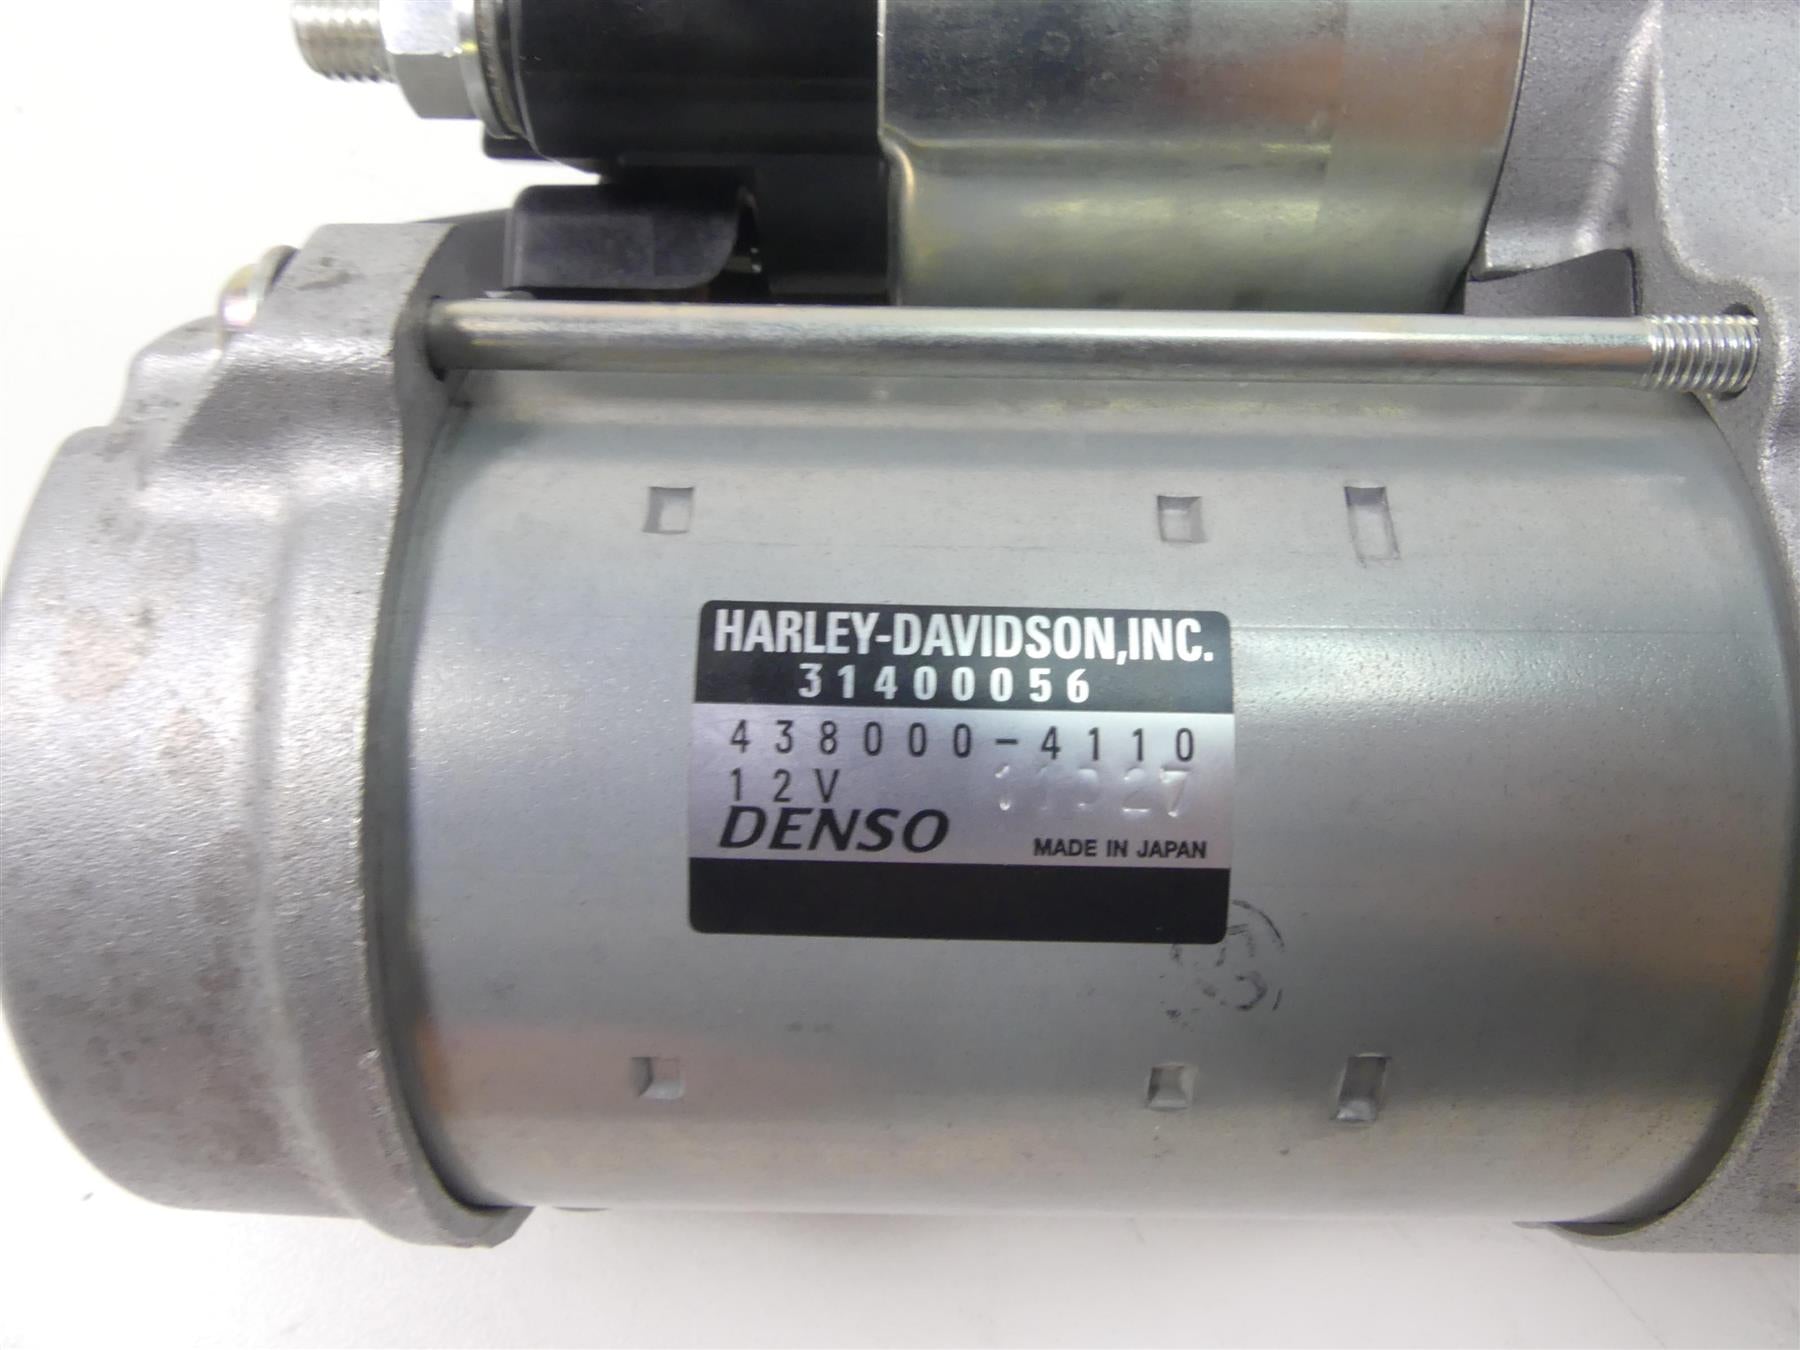 HARLEY-DAVIDSON,INC.
31400056
438000-4110
12V
DENSO
MADE IN JAPAN